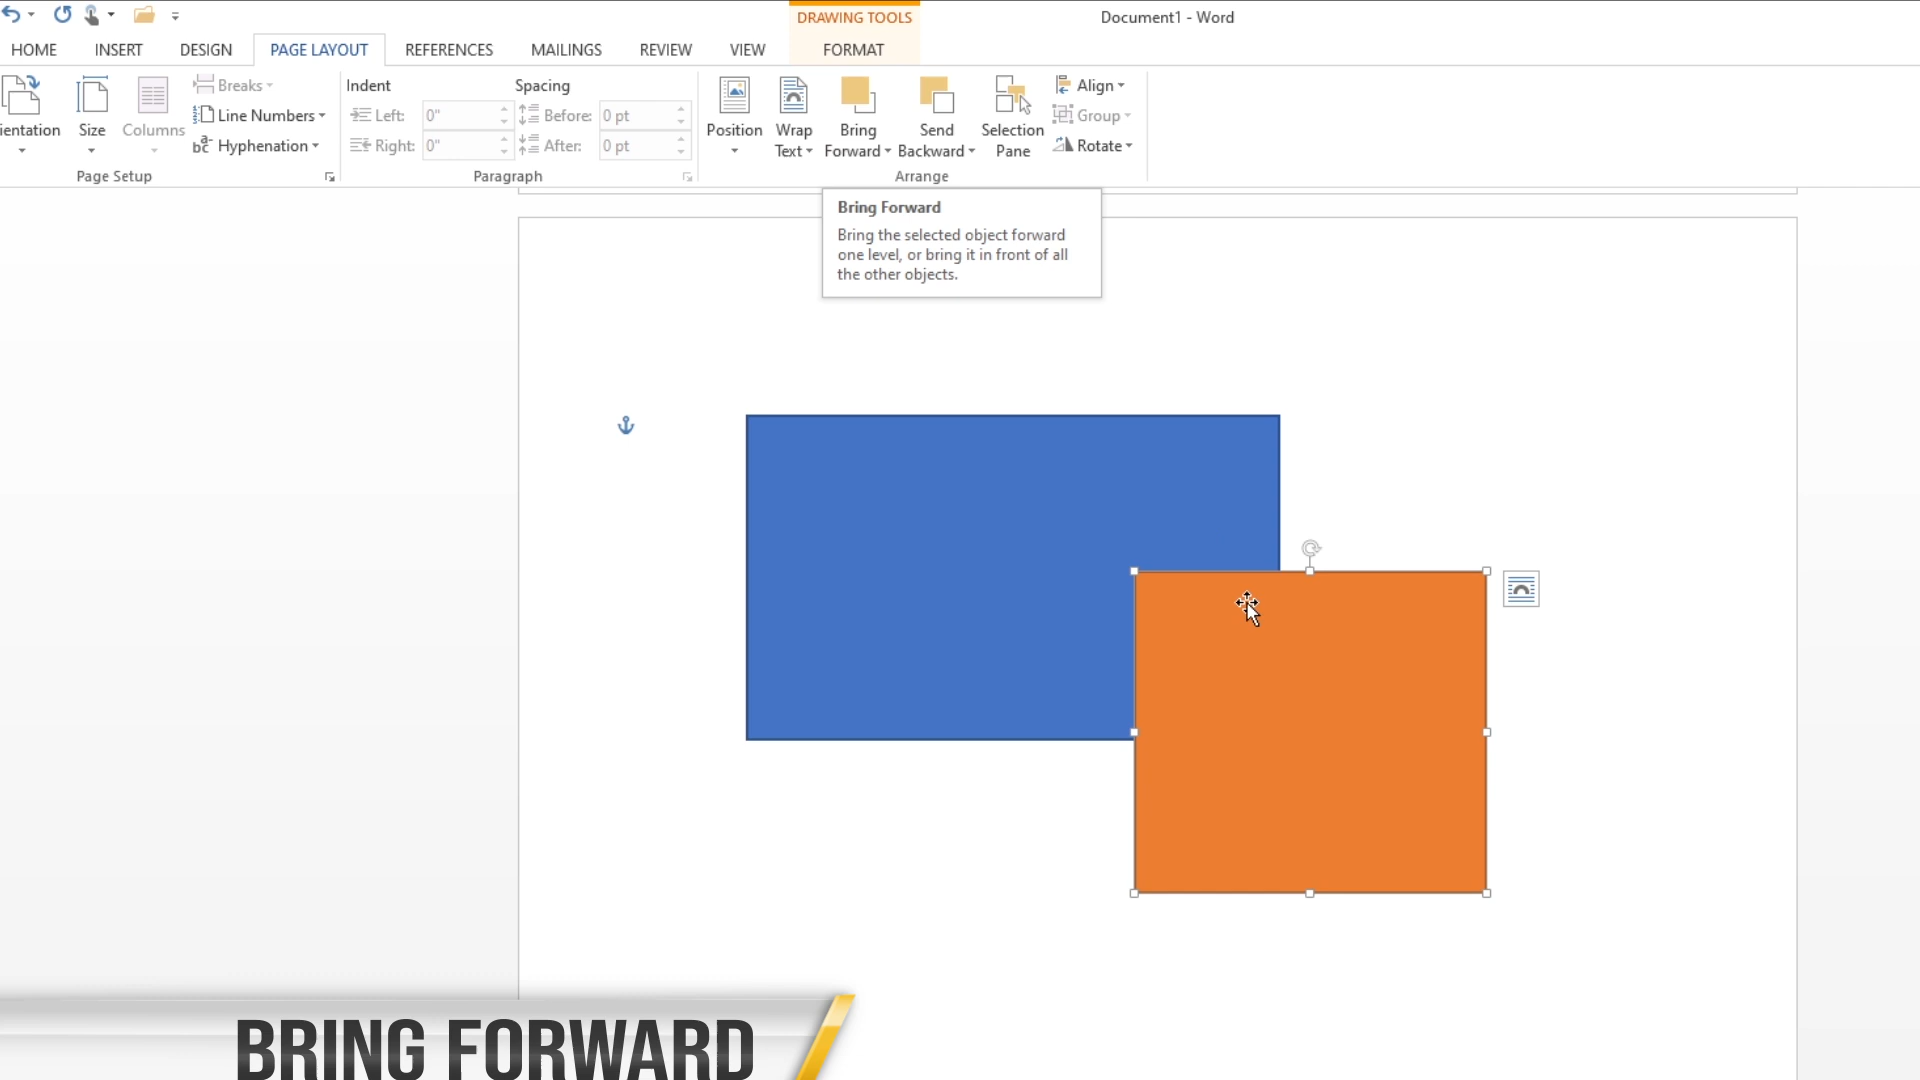 DRAWING TOOLS
Document1 - Word
HOME INSERT DESIGN PAGE LAYOUT REFERENCES MAILINGS REVIEW VIEW FORMAT
Breaks
Indent
Spacing
Align
Line Numbers
Left: 0"
Before: 0 pt
Group
ientation Size Columns
Hyphenation
Right: 0"
After: 0 pt
Position
Wrap
Text
Bring
Forward
Send
Backward
Selection
Pane
Rotate
Page Setup
Paragraph
Arrange
Bring Forward
Bring the selected object forward
one level, or bring it in front of all
the other objects.
BRING FORWARD